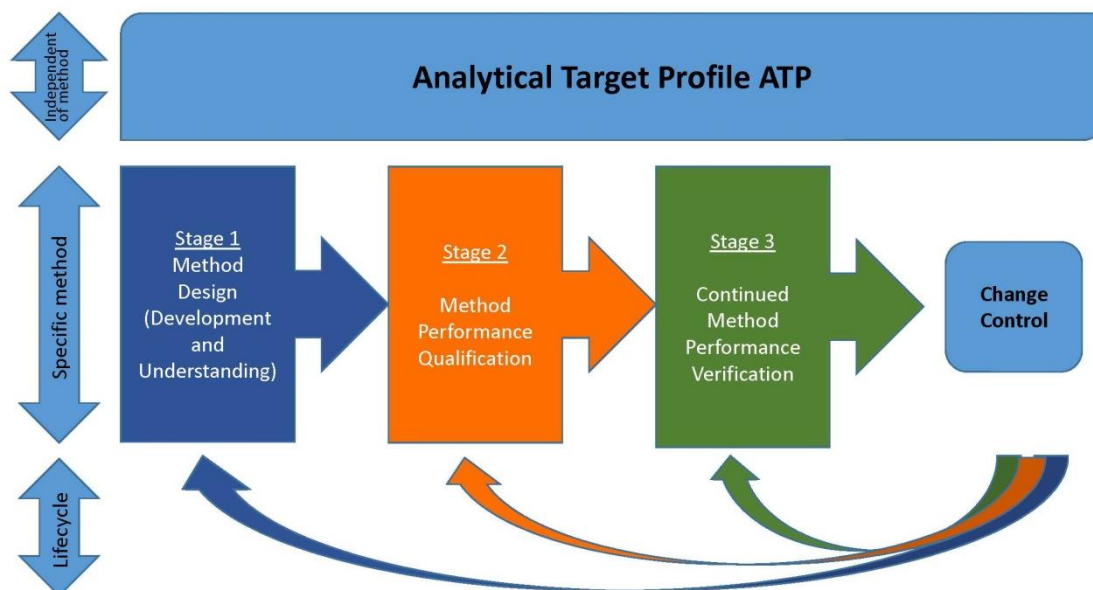 Independent
of method
Analytical Target Profile ATP
Specific method
Stage 1
Method
Design
(Development
and
Understanding)
Stage 2
Method
Performance
Qualification
Stage 3
Continued
Method
Performance
Verification
Change
Control
Lifecycle